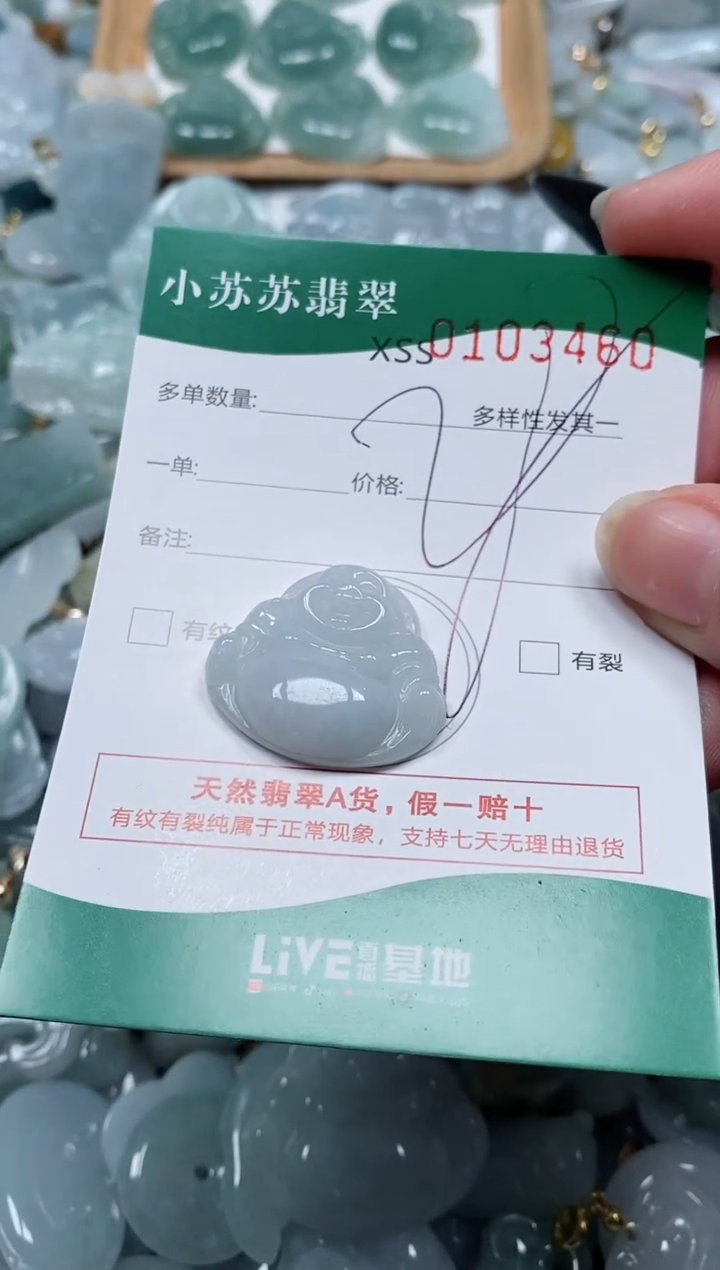 小苏苏翡翠
XSS0103460
多单数量:
多样性发其一
一单: 价格:
备注:
有纹
有裂
天然翡翠A货，假一赔十
有纹有裂纯属于正常现象，支持七天无理由退货
LiVE直播基地